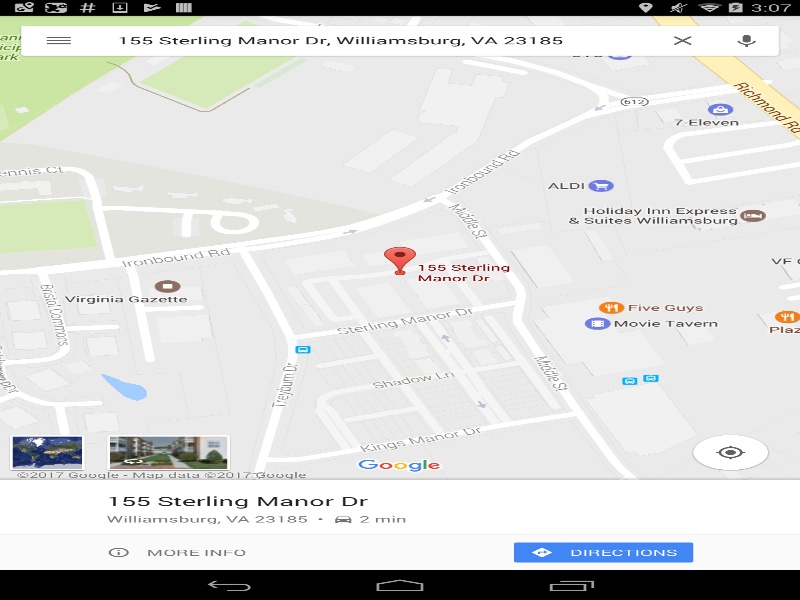 3:07
155 Sterling Manor Dr, Williamsburg, VA 23185
612
Richmond Rd
7-Eleven
ennis Ct
Ironbound Rd
ALDI
Middle St
Holiday Inn Express
& Suites Williamsburg
Ironbound Rd
155 Sterling
Manor Dr
VF
Virginia Gazette
Bristol Commons
Five Guys
Sterling Manor Dr
Movie Tavern
Plaz
Treyburn Dr
Middle St
Shadow Ln
Kings Manor Dr
Google
©2017 Google - Map data ©2017 Google
155 Sterling Manor Dr
Williamsburg, VA 23185 • 2 min
MORE INFO
DIRECTIONS